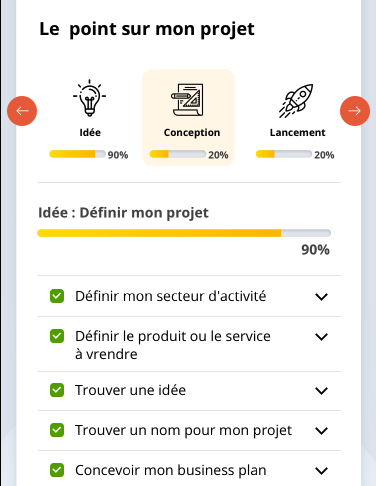 Le point sur mon projet
Idée
Conception
Lancement
90%
20%
20%
Idée : Définir mon projet
90%
Définir mon secteur d'activité
Définir le produit ou le service
à vrendre
Trouver une idée
Trouver un nom pour mon projet
Concevoir mon business plan